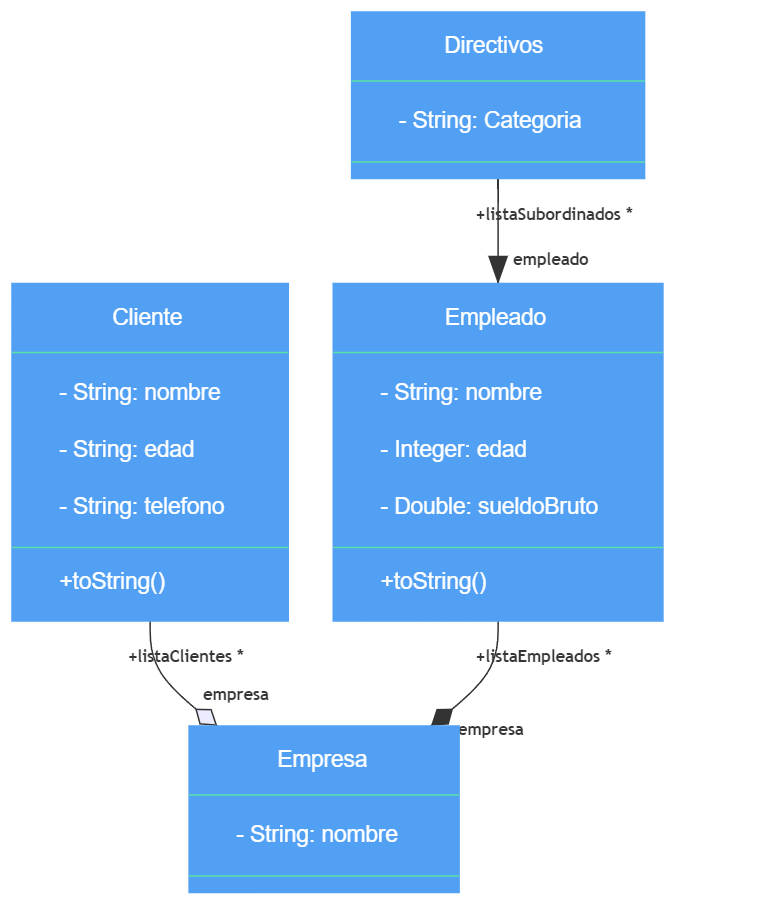 Directivos
- String: Categoria
+listaSubordinados *
empleado
Cliente
- String: nombre
- String: edad
- String: telefono
+toString()
Empleado
- String: nombre
- Integer: edad
- Double: sueldoBruto
+toString()
+listaClientes *
empresa
+listaEmpleados *
empresa
Empresa
- String: nombre